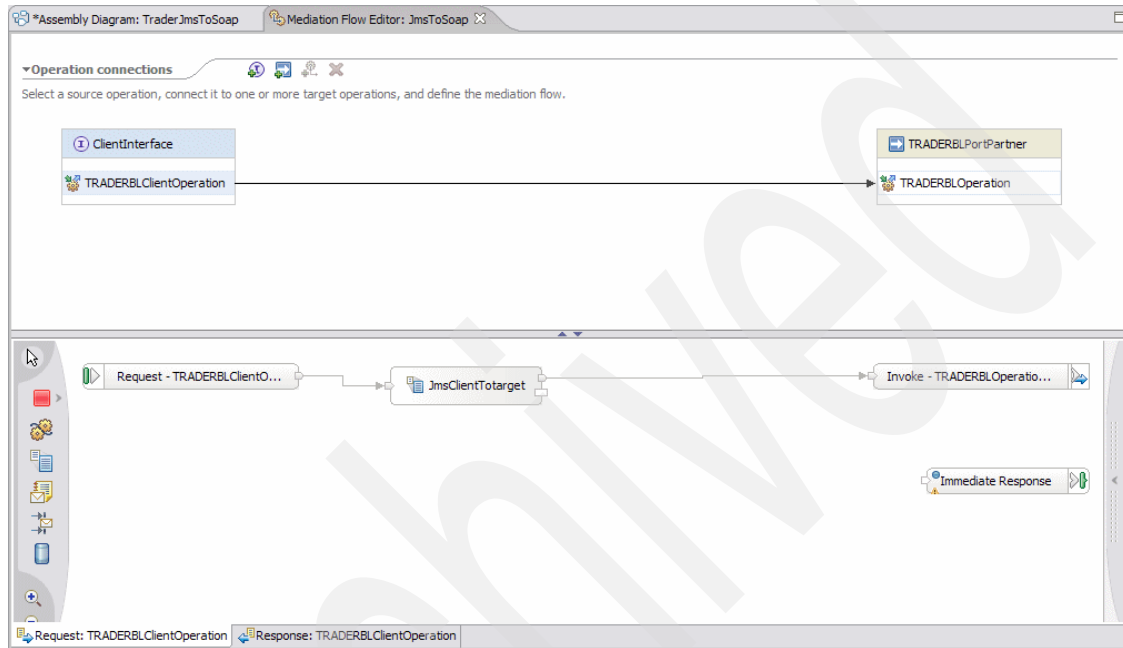 *Assembly Diagram: TraderJmsToSoap
Mediation Flow Editor: JmsToSoap
Operation connections
Select a source operation, connect it to one or more target operations, and define the mediation flow.
ClientInterface
TRADERBLPortPartner
TRADERBLClientOperation
TRADERBLOperation
Request - TRADERBLClientO...
JmsClientTotarget
Invoke - TRADERBLOperatio...
Immediate Response
Request: TRADERBLClientOperation
Response: TRADERBLClientOperation
hived